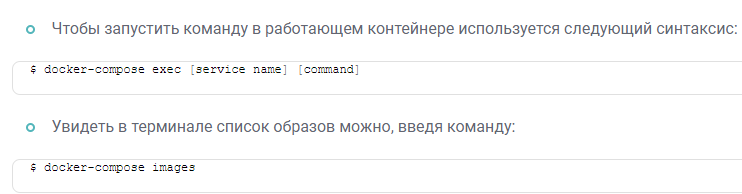 Чтобы запустить команду в работающем контейнере используется следующий синтаксис:
$ docker-compose exec [service name] [command]
Увидеть в терминале список образов можно, введя команду:
$ docker-compose images